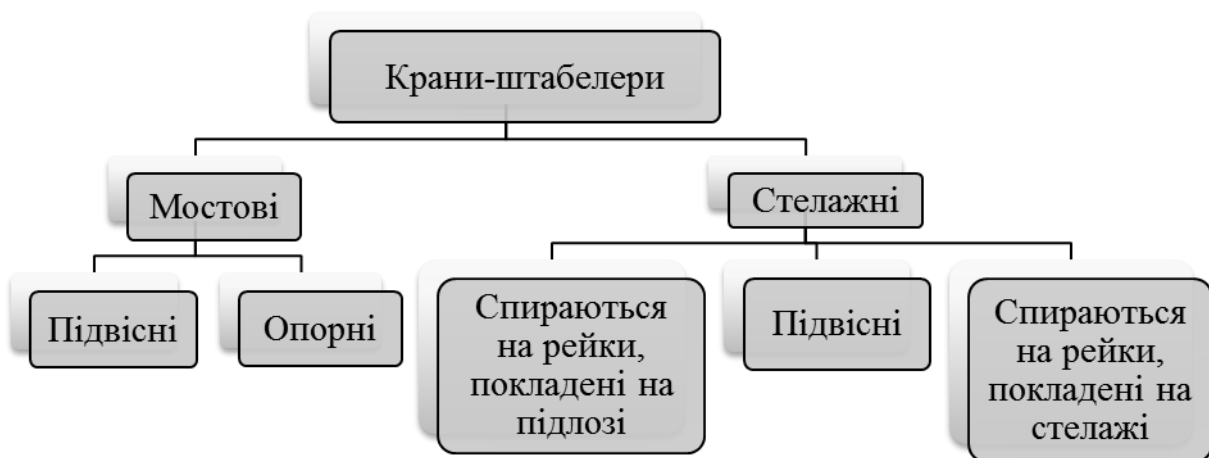 Крани-штабелери
Мостові
Стелажні
Підвісні
Опорні
Спираються
на рейки,
покладені на
підлозі
Підвісні
Спираються
на рейки,
покладені на
стелажі